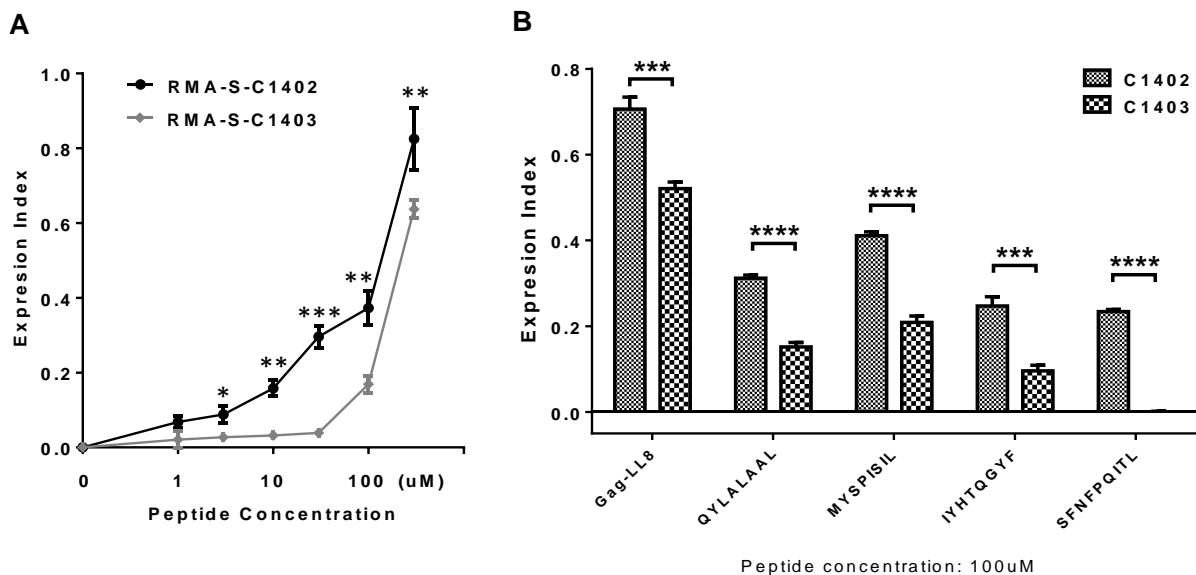 A
Expression Index
1.0
0.8
0.6
0.4
0.2
0.0
RMA-S-C1402
RMA-S-C1403
*
**
***
**
**
0 1 10 100 (uM)
Peptide Concentration
B
Expresion Index
0.8
0.6
0.4
0.2
0.0
C1402
C1403
***
****
****
***
****
Gag-LL8
QYLALAAL
MYSPISIL
IYHTQGYF
SFNFPQITL
Peptide concentration: 100uM